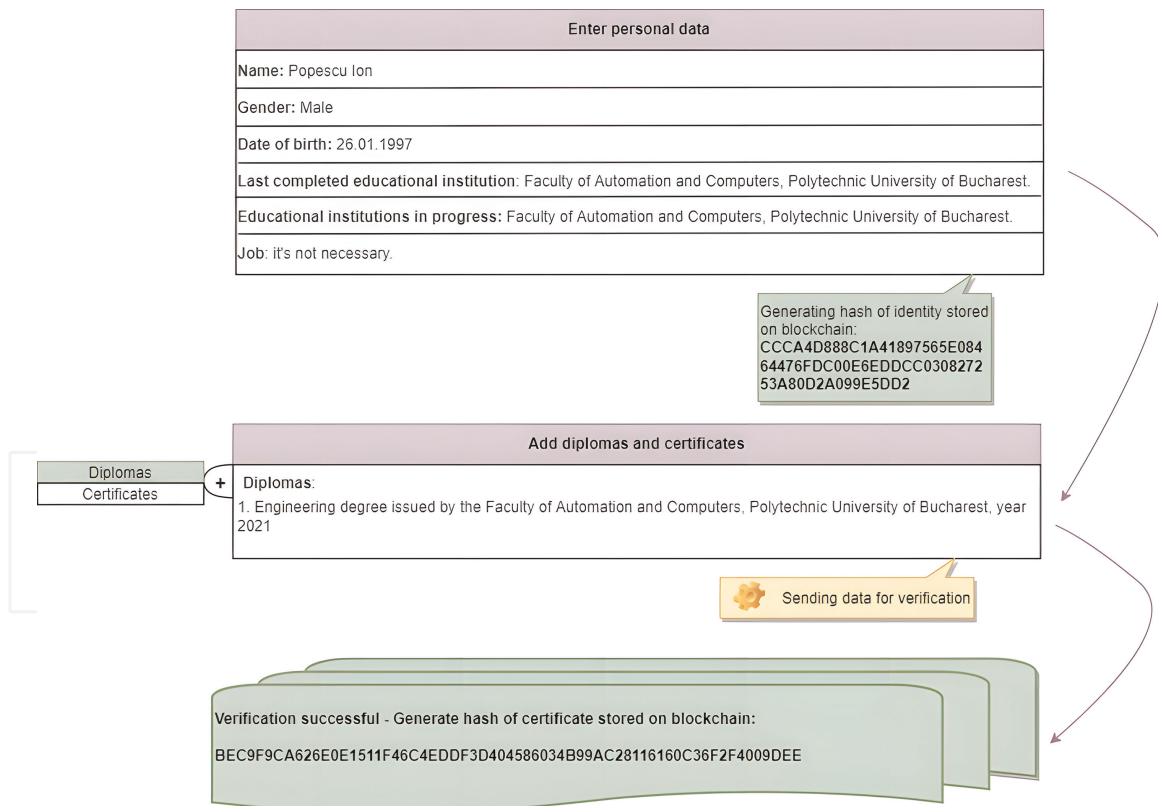 Enter personal data
Name: Popescu Ion
Gender: Male
Date of birth: 26.01.1997
Last completed educational institution: Faculty of Automation and Computers, Polytechnic University of Bucharest.
Educational institutions in progress: Faculty of Automation and Computers, Polytechnic University of Bucharest.
Job: it's not necessary.
Generating hash of identity stored
on blockchain:
CCCA4D888C1A41897565E084
64476FDC00E6EDDCC0308272
53A80D2A099E5DD2
Add diplomas and certificates
Diplomas
Certificates
+
Diplomas:
1. Engineering degree issued by the Faculty of Automation and Computers, Polytechnic University of Bucharest, year
2021
Sending data for verification
Verification successful - Generate hash of certificate stored on blockchain:
BEC9F9CA626E0E1511F46C4EDDF3D404586034B99AC28116160C36F2F4009DEE